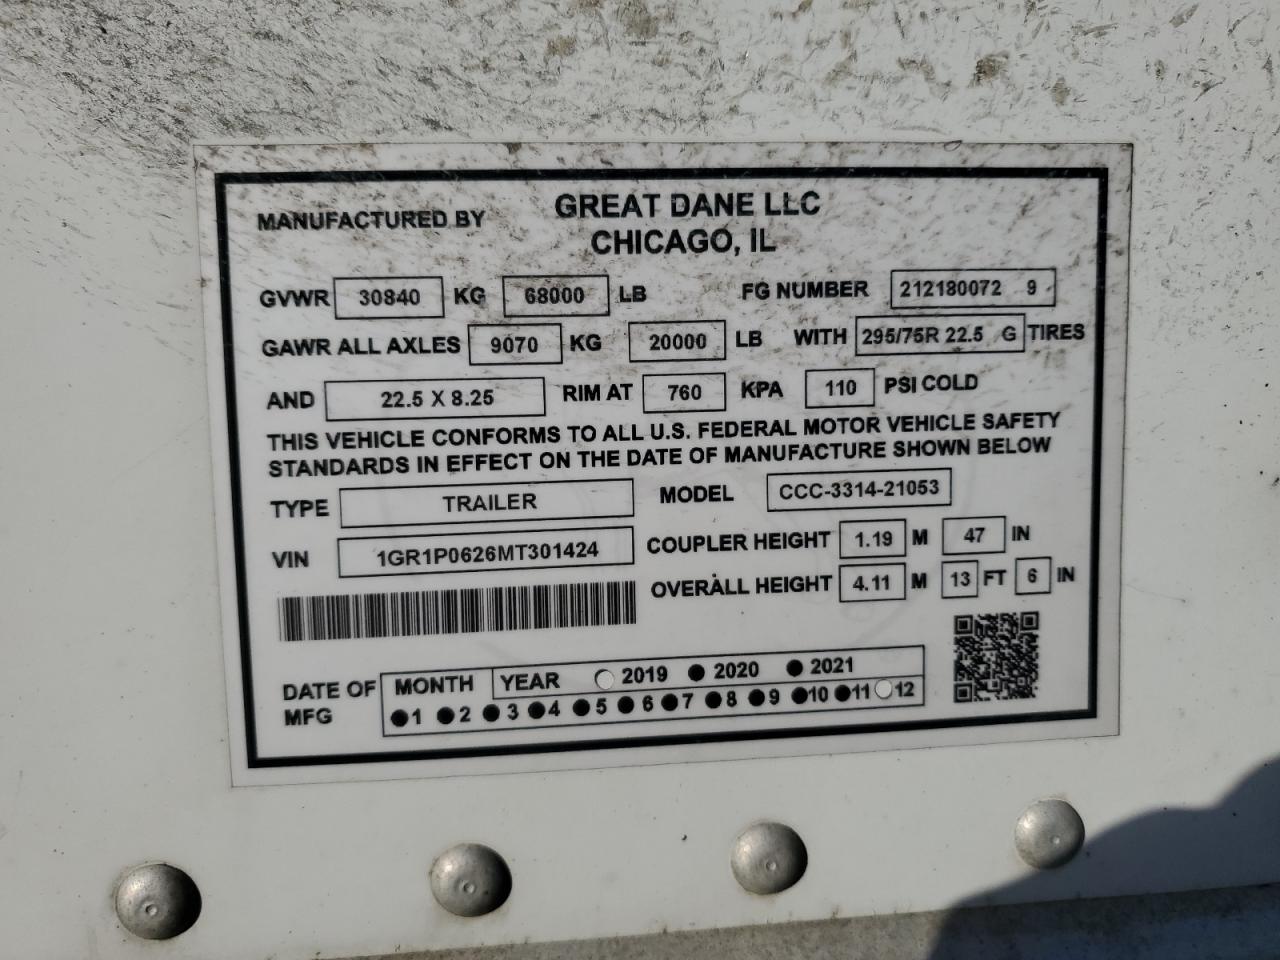 MANUFACTURED BY GREAT DANE LLC
CHICAGO, IL
GVWR 30840 KG 68000 LB FG NUMBER 212180072 9
GAWR ALL AXLES 9070 KG 20000 LB WITH 295/75R 22.5 G TIRES
AND 22.5 X 8.25 RIM AT 760 KPA 110 PSI COLD
THIS VEHICLE CONFORMS TO ALL U.S. FEDERAL MOTOR VEHICLE SAFETY
STANDARDS IN EFFECT ON THE DATE OF MANUFACTURE SHOWN BELOW
TYPE TRAILER MODEL CCC-3314-21053
VIN 1GR1P0626MT301424 COUPLER HEIGHT 1.19 M 47 IN
OVERALL HEIGHT 4.11 M 13 FT 6 IN
DATE OF MFG MONTH YEAR 2019 2020 2021
1 2 3 4 5 6 7 8 9 10 11 12